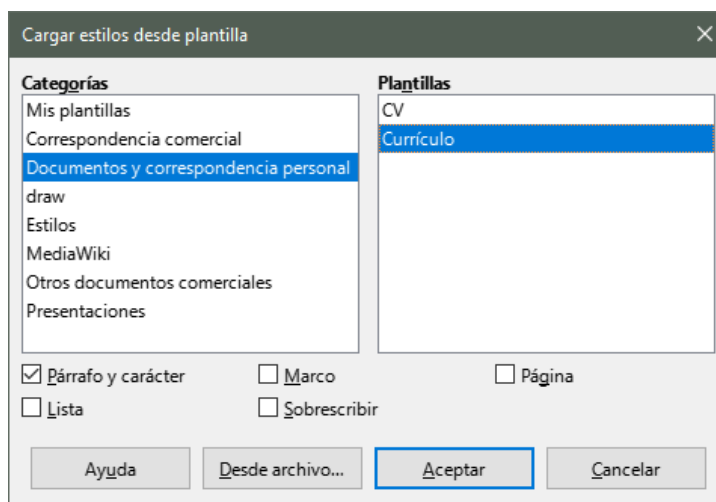 Cargar estilos desde plantilla
Categorías
Plantillas
Mis plantillas
CV
Correspondencia comercial
Currículo
Documentos y correspondencia personal
draw
Estilos
MediaWiki
Otros documentos comerciales
Presentaciones
Párrafo y carácter
Marco
Página
Lista
Sobrescribir
Ayuda
Desde archivo...
Aceptar
Cancelar